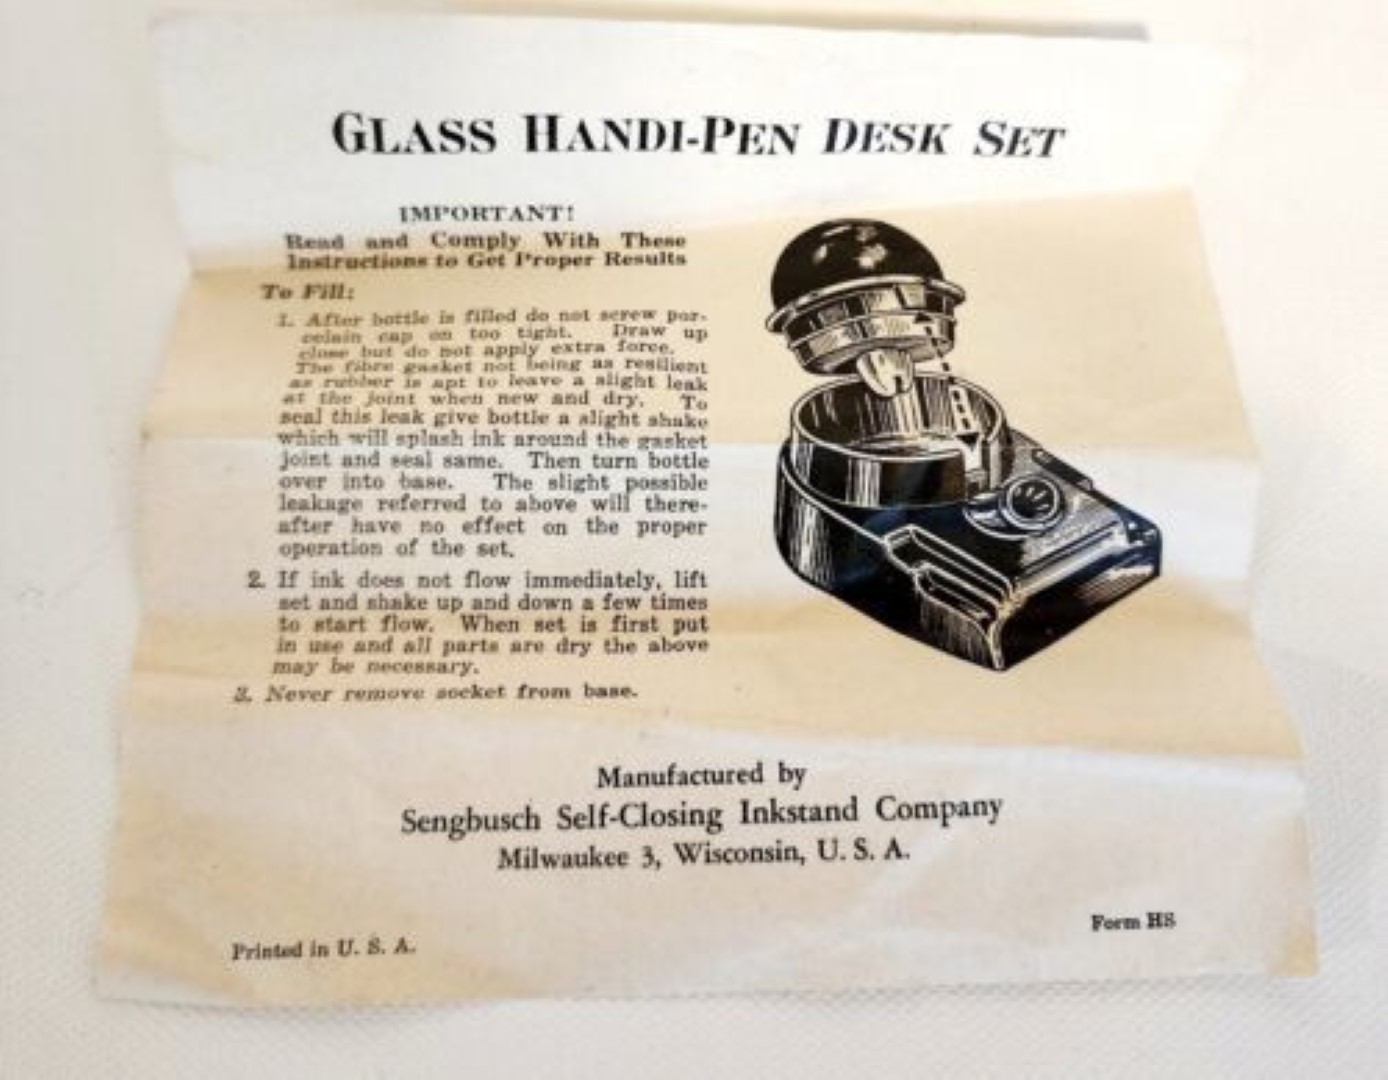 GLASS HANDI-PEN DESK SET
IMPORTANT!
Read and Comply With These
Instructions to Get Proper Results
To Fill:
1. After bottle is filled do not screw por-
celain cap on too tight. Draw up
close but do not apply extra force.
The fibre gasket not being as resilient
as rubber is apt to leave a slight leak
at the joint when new and dry. To
seal this leak give bottle a slight shake
which will splash ink around the gasket
joint and seal same. Then turn bottle
over into base. The slight possible
leakage referred to above will there-
after have no effect on the proper
operation of the set.
2. If ink does not flow immediately, lift
set and shake up and down a few times
to start flow. When set is first put
in use and all parts are dry the above
may be necessary.
3. Never remove socket from base.
Manufactured by
Sengbusch Self-Closing Inkstand Company
Milwaukee 3, Wisconsin, U. S. A.
Form HS
Printed in U. S. A.